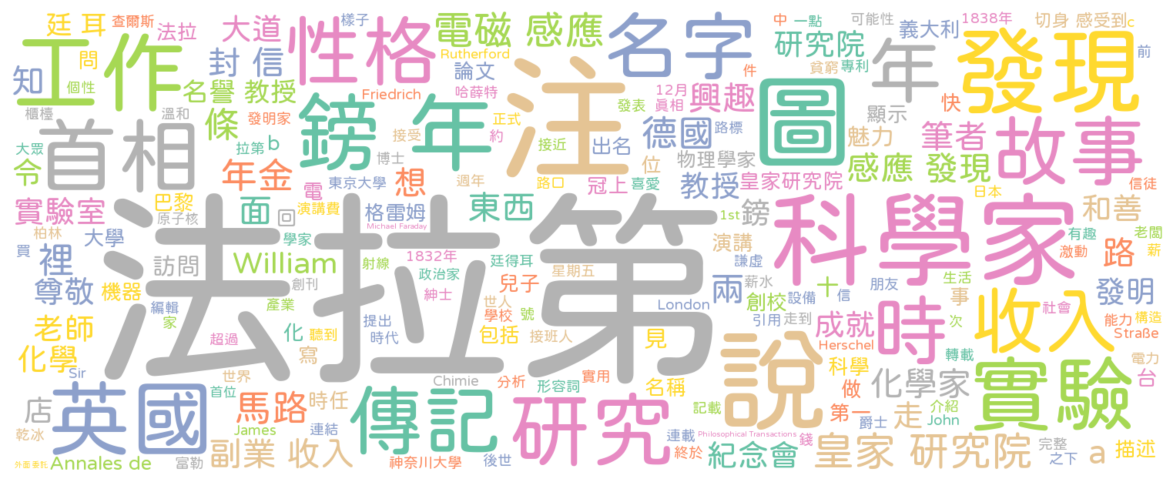 廷 耳 法拉 查爾斯 大道 樣子 性格 電磁 感應 名字 中 一點 可能性 義大利 1838年 切身 感受到 c
知 問 工作 封 信 Rutherford 論文 注 研究院 專利 貧窮 年 發現 前
個性 名譽 教授 Friedrich 哈薛特 件 12月 興趣 顯示 快
櫃檯 溫和 條 發明家 鎊 年 正式 發表 真相 圖 魅力 筆者 故事
大眾 首相 拉第 b 博士 接受 約 接近 出名 德國 路標 物理學家 感應 發現
令 年金 電 想 路口 喜愛 位 冠上 教授 皇家研究院 日本 信徒
實驗室 巴黎 原子核 面 回 東京大學 週年 演講費 格雷姆 Michael Faraday 東西 1st 鎊 科學家 和善
柏林 買 大學 裡 訪問 學家 射線 1832年 廷得耳 星期五 演講 謙虛 有趣 老闆 激動 路 薪
William 政治家 兒子 薪水 兩 十 朋友 生活
尊敬 機器 編輯 創刊 紳士 世人 London 創校 設備 信 事 發明
法拉第 產業 家 提出 學校 號 引用 走到 成就 時 收入 社會 能力 構造
老師 超過 化 聽到 時代 包括 接班人 見 說 Herschel 次 Straße
化學 Sir 世界 寫 Chimie 分析 形容詞 實用 名稱 科學 轉載 電力
店 英國 首位 馬路 時任 傳記 研究 做 化學家 實驗 台
乾冰 James 連結 記載 第一 走 介紹 John
Annales de 富勒 副業 收入 神奈川大學 後世 連載 終於 Philosophical Transactions 錢 紀念會 爵士 皇家 研究院 完整 之下 a 描述